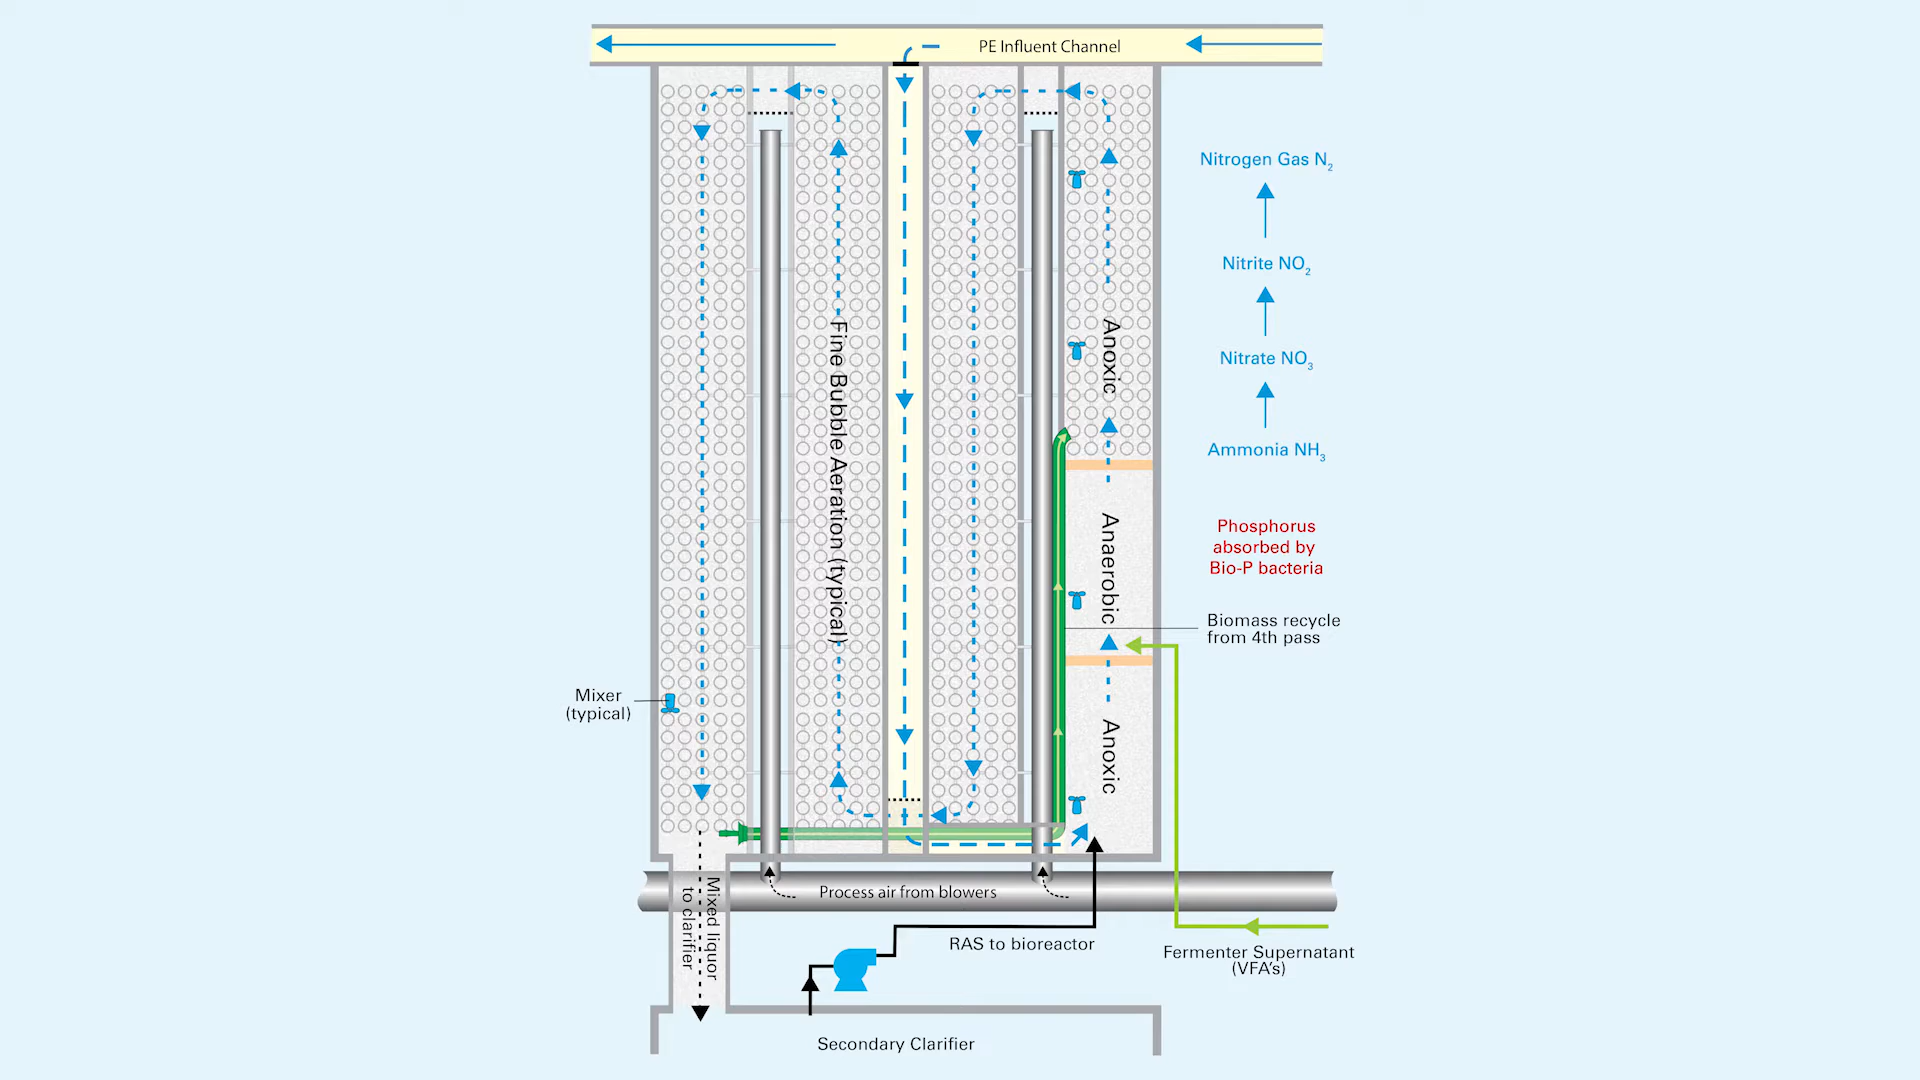 PE Influent Channel
Nitrogen Gas N₂
Nitrite NO₂
Nitrate NO₃
Ammonia NH₃
Anoxic
Fine Bubble Aeration (typical)
Anaerobic
Phosphorus
absorbed by
Bio-P bacteria
Biomass recycle
from 4th pass
Mixer
(typical)
Anoxic
Process air from blowers
Mixed liquor
to clarifier
RAS to bioreactor
Fermenter Supernatant
(VFA's)
Secondary Clarifier